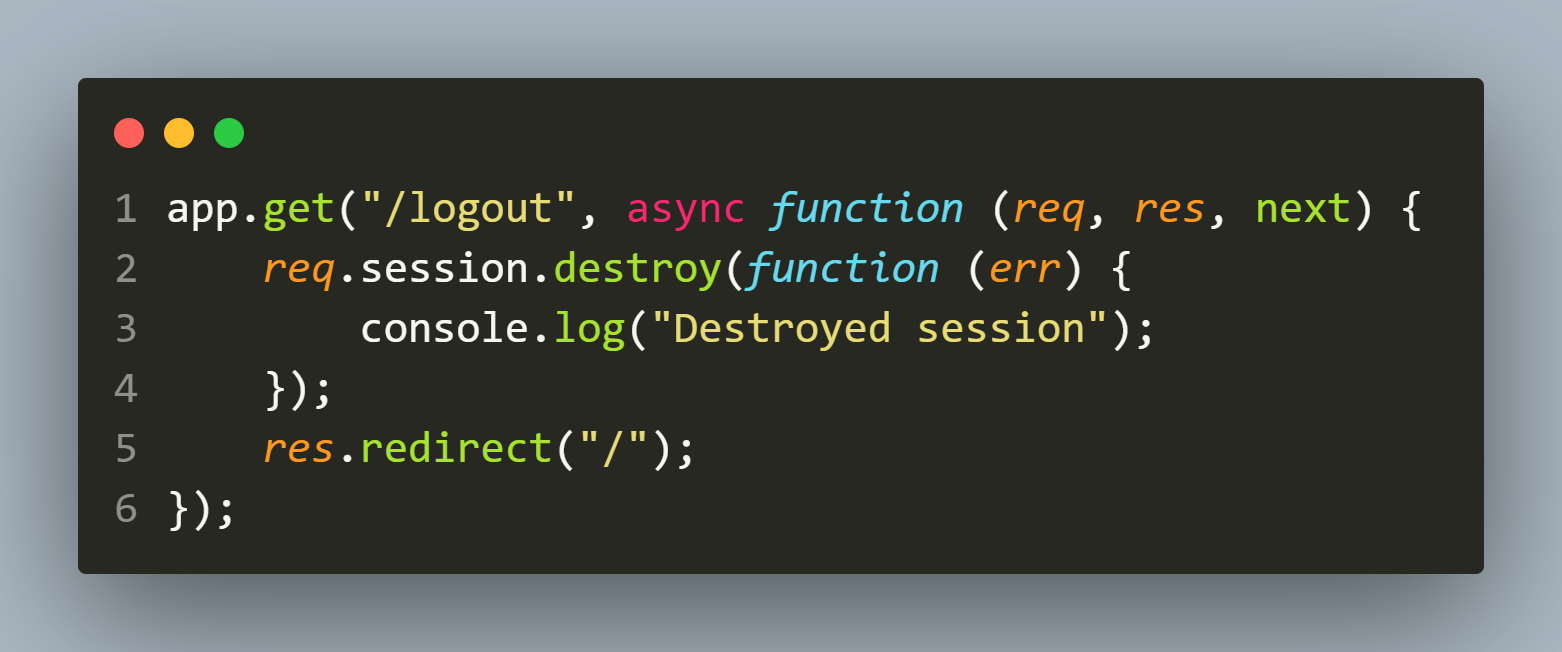 1 app.get("/logout", async function (req, res, next) {
2     req.session.destroy(function (err) {
3         console.log("Destroyed session");
4     });
5     res.redirect("/");
6 });